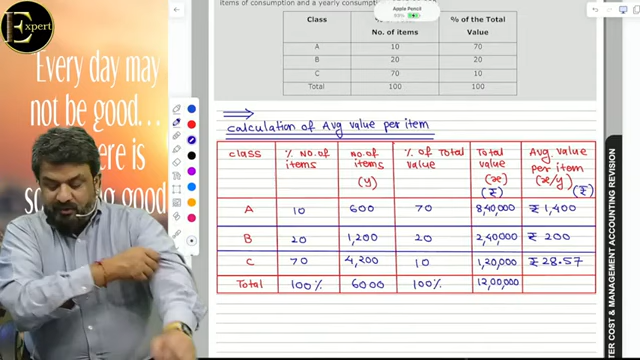 Expert
items of consumption and a yearly consumption
Apple Pencil
Class
No. of items
% of the Total
Value
A 10 70
B 20 20
C 70 10
Total 100 100
Every day may
not be good...
ere is
good
calculation of Avg value per item
class % No. of items No. of items (y) % of Total value Total value (x) (₹) Avg. value per item (x/y) (₹)
A 10 600 70 8,40,000 ₹ 1,400
B 20 1,200 20 2,40,000 ₹ 200
C 70 4,200 10 1,20,000 ₹ 28.57
Total 100% 6000 100% 12,00,000
TER COST & MANAGEMENT ACCOUNTING REVISION